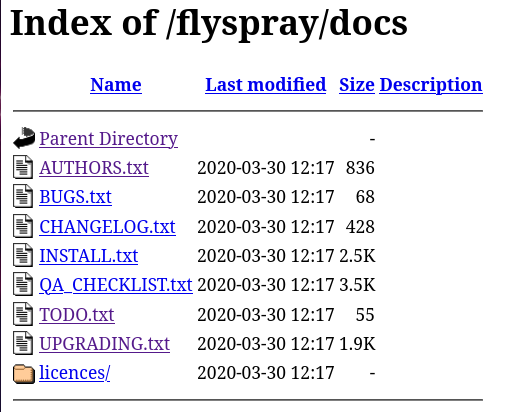 Index of /flyspray/docs
Name Last modified Size Description
Parent Directory -
AUTHORS.txt 2020-03-30 12:17 836
BUGS.txt 2020-03-30 12:17 68
CHANGELOG.txt 2020-03-30 12:17 428
INSTALL.txt 2020-03-30 12:17 2.5K
QA_CHECKLIST.txt 2020-03-30 12:17 3.5K
TODO.txt 2020-03-30 12:17 55
UPGRADING.txt 2020-03-30 12:17 1.9K
licences/ 2020-03-30 12:17 -